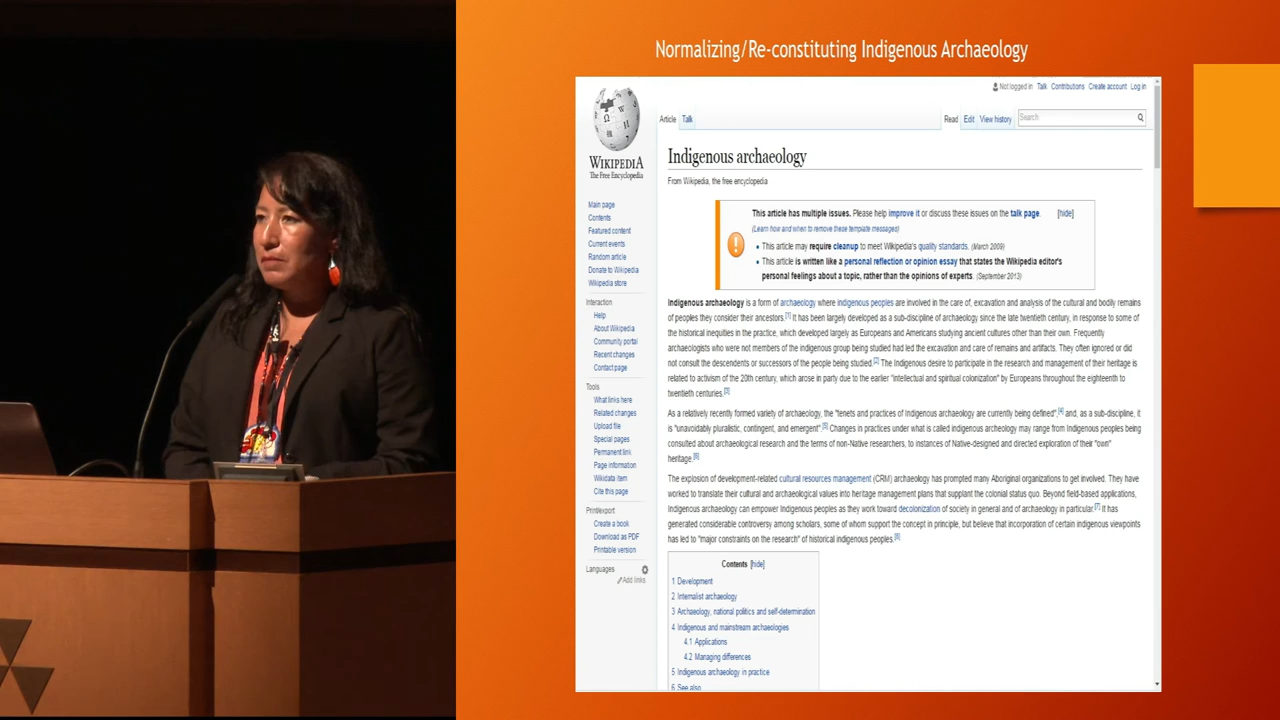 Normalizing/Re-constituting Indigenous Archaeology
Not logged in Talk Contributions Create account Log in
Article Talk
Read Edit View history Search
WIKIPEDIA
The Free Encyclopedia
Main page
Contents
Featured content
Current events
Random article
Donate to Wikipedia
Wikipedia store
Interaction
Help
About Wikipedia
Community portal
Recent changes
Contact page
Tools
What links here
Related changes
Upload file
Special pages
Permanent link
Page information
Wikidata item
Cite this page
Print/export
Create a book
Download as PDF
Printable version
Languages
Add links
Indigenous archaeology
From Wikipedia, the free encyclopedia
This article has multiple issues. Please help improve it or discuss these issues on the talk page. [hide]
(Learn how and when to remove these template messages)
• This article may require cleanup to meet Wikipedia's quality standards. (March 2009)
• This article is written like a personal reflection or opinion essay that states the Wikipedia editor's
personal feelings about a topic, rather than the opinions of experts. (September 2013)
Indigenous archaeology is a form of archaeology where indigenous peoples are involved in the care of, excavation and analysis of the cultural and bodily remains
of peoples they consider their ancestors.[1] It has been largely developed as a sub-discipline of archaeology since the late twentieth century, in response to some of
the historical inequities in the practice, which developed largely as Europeans and Americans studying ancient cultures other than their own. Frequently
archaeologists who were not members of the indigenous group being studied had led the excavation and care of remains and artifacts. They often ignored or did
not consult the descendents or successors of the people being studied.[2] The Indigenous desire to participate in the research and management of their heritage is
related to activism of the 20th century, which arose in party due to the earlier "intellectual and spiritual colonization" by Europeans throughout the eighteenth to
twentieth centuries.[3]
As a relatively recently formed variety of archaeology, the "tenets and practices of Indigenous archaeology are currently being defined",[4] and, as a sub-discipline, it
is "unavoidably pluralistic, contingent, and emergent".[5] Changes in practices under what is called indigenous archeology may range from Indigenous peoples being
consulted about archaeological research and the terms of non-Native researchers, to instances of Native-designed and directed exploration of their "own"
heritage.[6]
The explosion of development-related cultural resources management (CRM) archaeology has prompted many Aboriginal organizations to get involved. They have
worked to translate their cultural and archaeological values into heritage management plans that supplant the colonial status quo. Beyond field-based applications,
Indigenous archaeology can empower Indigenous peoples as they work toward decolonization of society in general and of archaeology in particular.[7] It has
generated considerable controversy among scholars, some of whom support the concept in principle, but believe that incorporation of certain indigenous viewpoints
has led to "major constraints on the research" of historical indigenous peoples.[8]
Contents [hide]
1 Development
2 Internalist archaeology
3 Archaeology, national politics and self-determination
4 Indigenous and mainstream archaeologies
4.1 Applications
4.2 Managing differences
5 Indigenous archaeology in practice
6 See also